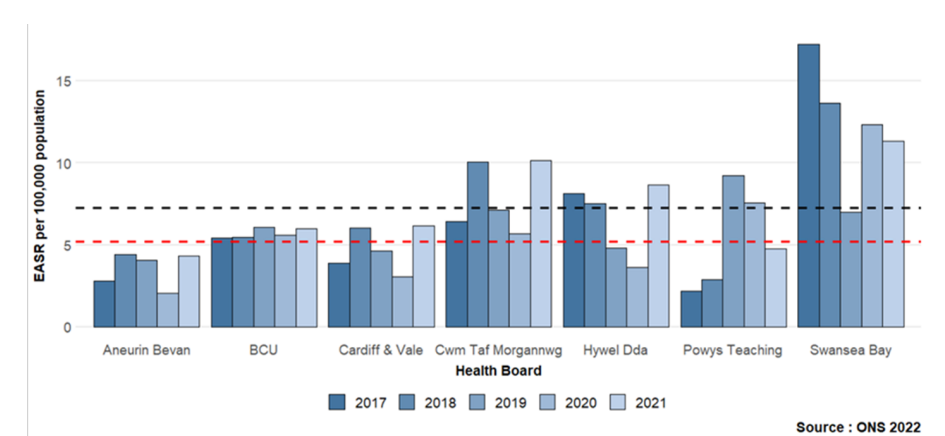 EASR per 100,000 population
15
10
5
0
Aneurin Bevan BCU Cardiff & Vale Cwm Taf Morgannwg Hywel Dda Powys Teaching Swansea Bay
Health Board
2017 2018 2019 2020 2021
Source : ONS 2022